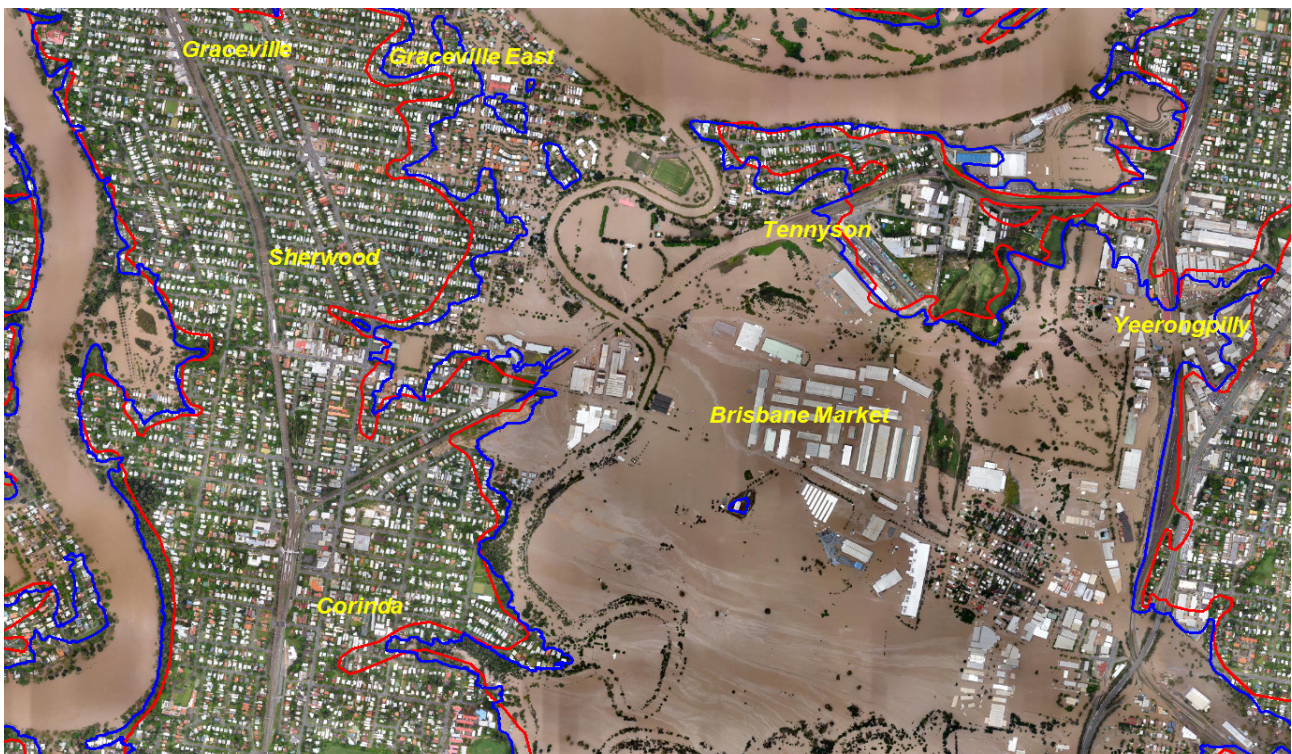 Graceville
Graceville East
Tennyson
Sherwood
Yeerongpilly
Brisbane Market
Corinda